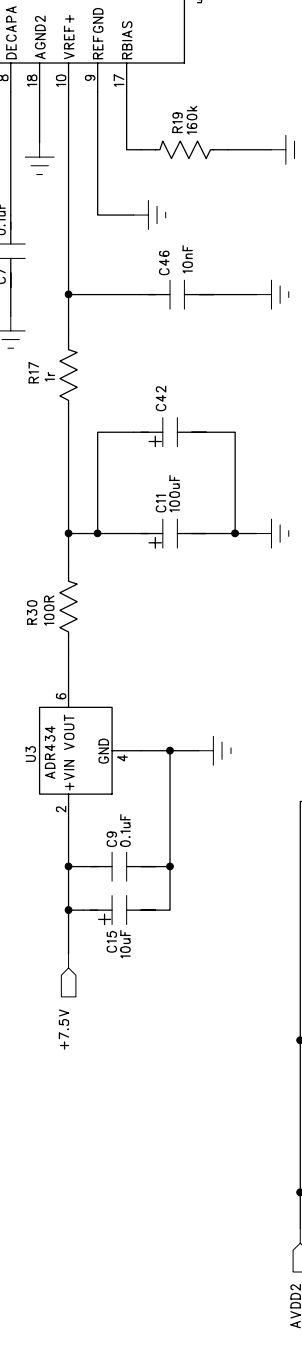 DECAPA
AGND2
VREF+
REFGND
RBIAS
8
18
10
9
17
R19
160k
0.1uF
C7
C46
10nF
R17
1r
C42
C11
100uF
R30
100R
U3
ADR434
+VIN VOUT
GND
6
4
2
C9
0.1uF
C15
10uF
+7.5V
AVDD2